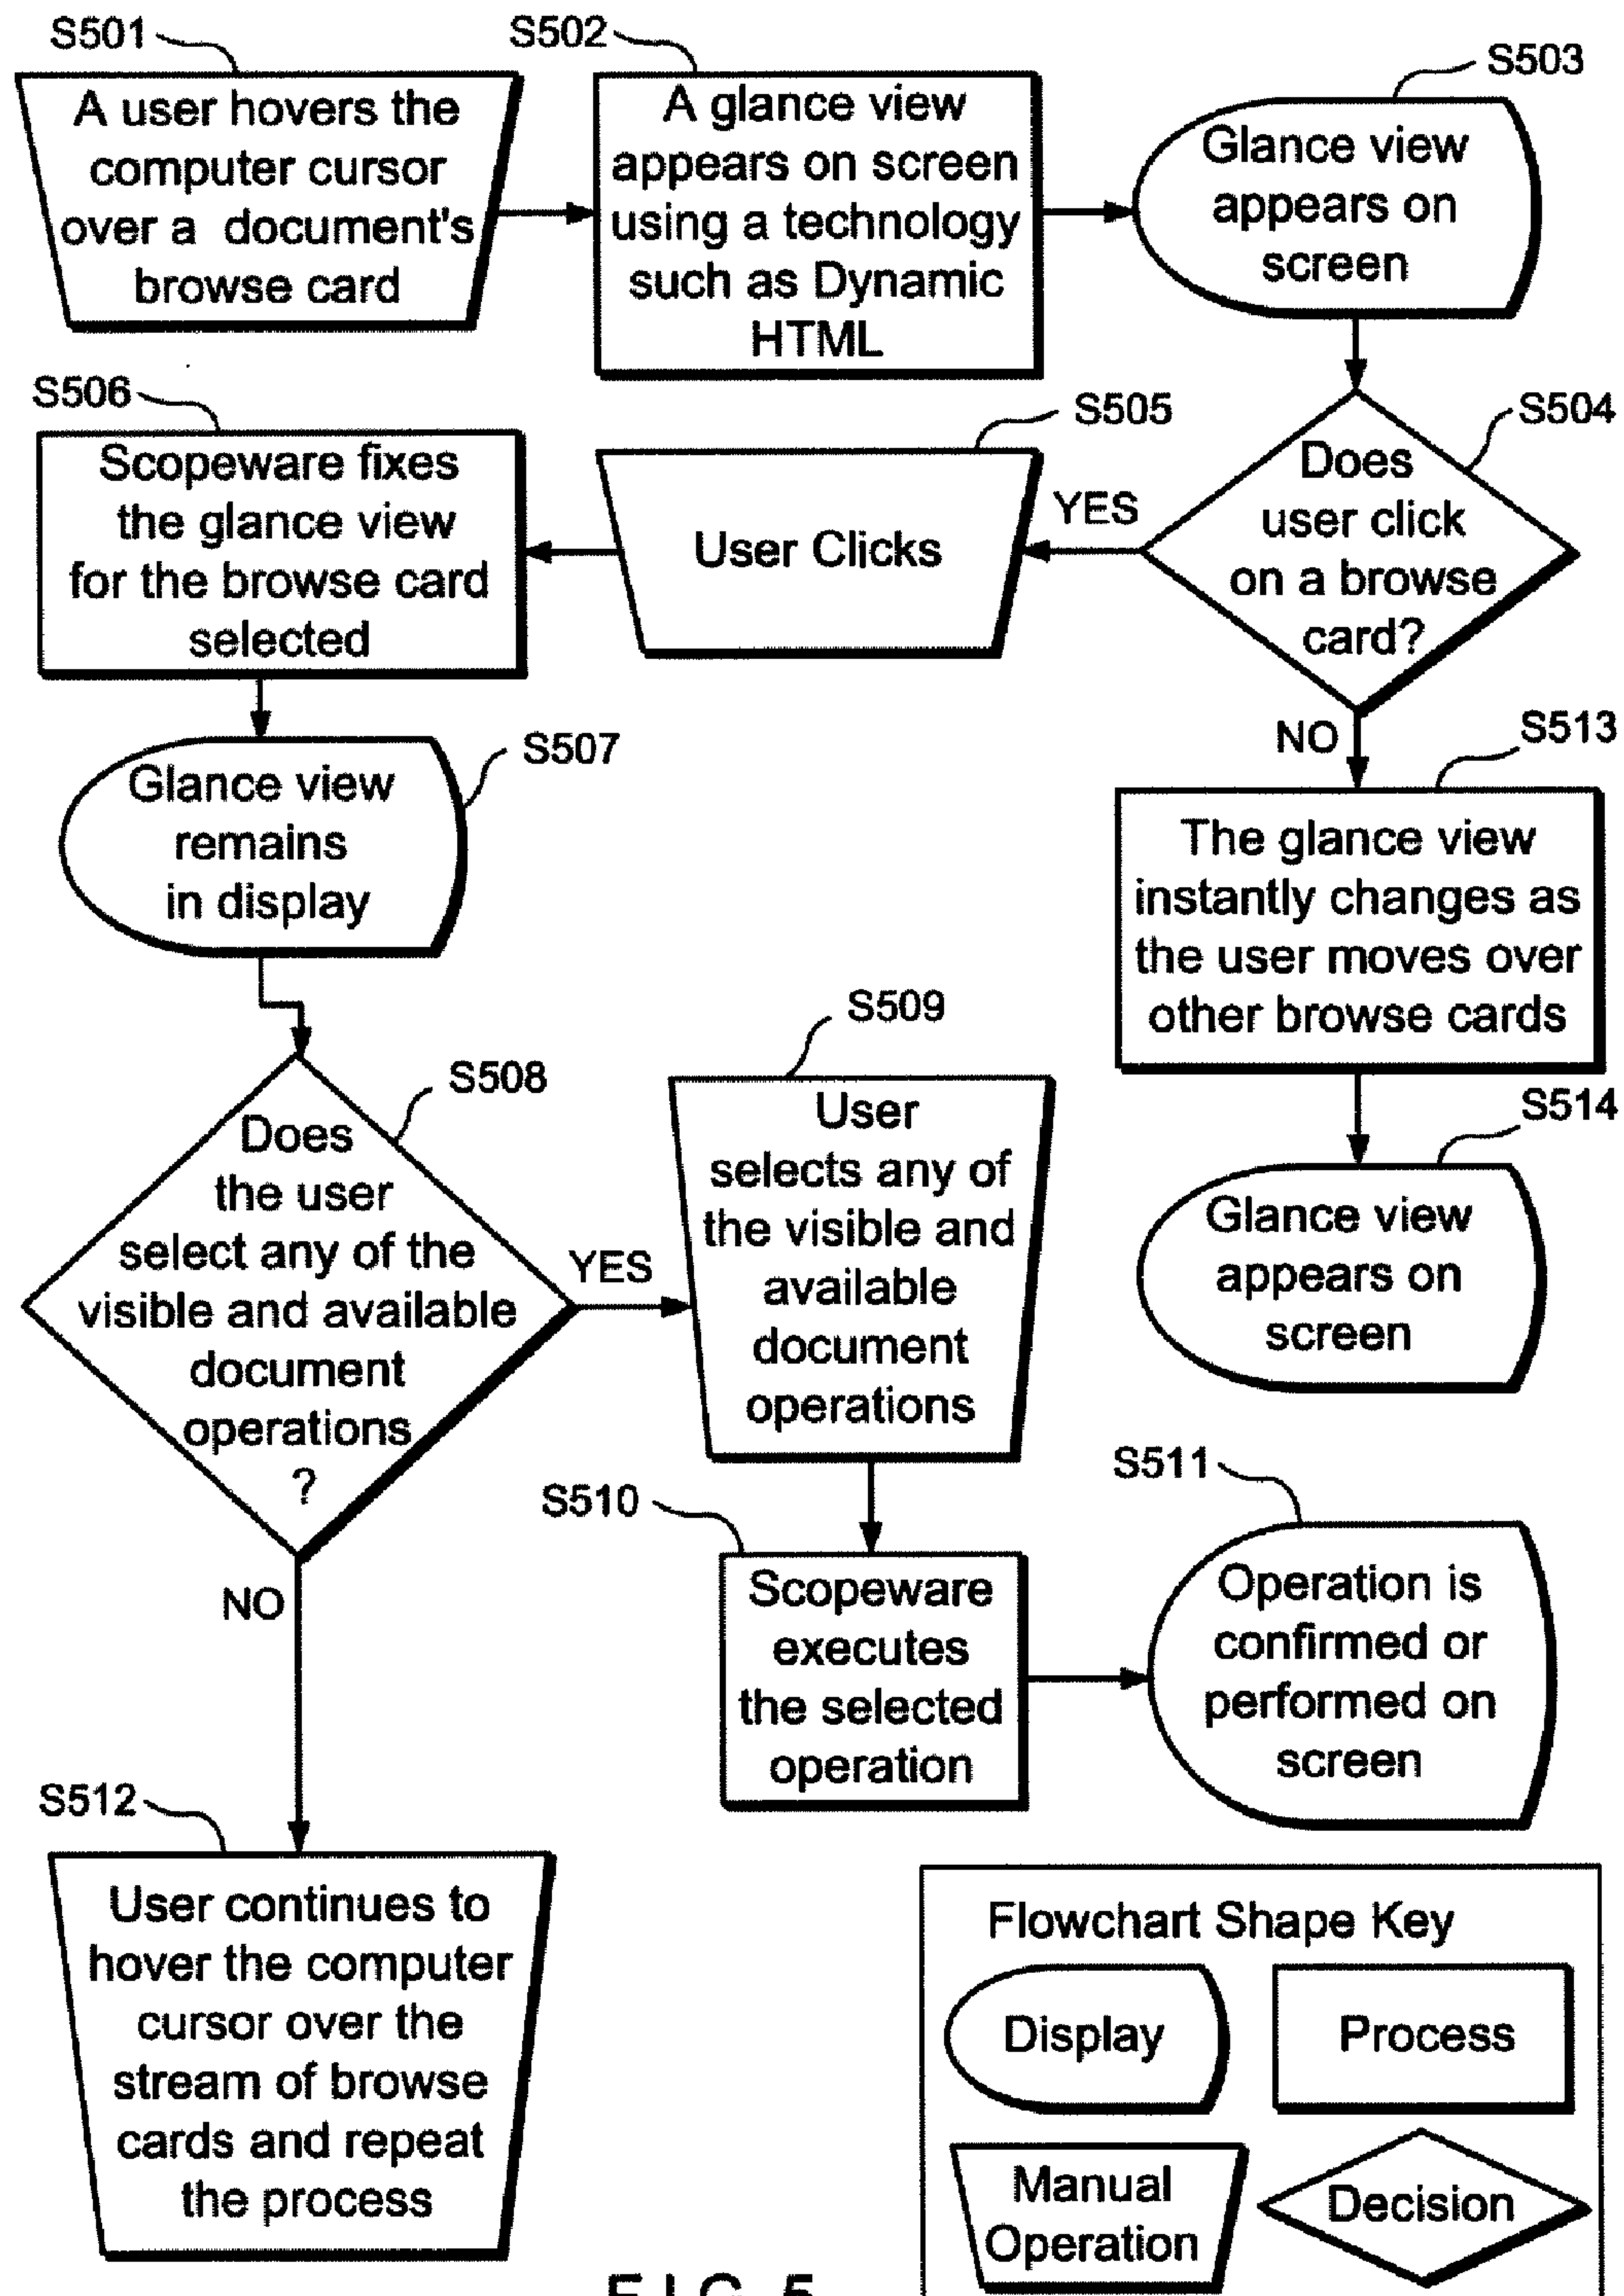 S501
A user hovers the
computer cursor
over a document's
browse card
S502
A glance view
appears on screen
using a technology
such as Dynamic
HTML
S503
Glance view
appears on
screen
S504
Does
user click
on a browse
card?
YES
NO
S505
User Clicks
S506
Scopeware fixes
the glance view
for the browse card
selected
S507
Glance view
remains
in display
S508
Does
the user
select any of the
visible and available
document
operations
?
YES
NO
S509
User
selects any of
the visible and
available
document
operations
S510
Scopeware
executes
the selected
operation
S511
Operation is
confirmed or
performed on
screen
S512
User continues to
hover the computer
cursor over the
stream of browse
cards and repeat
the process
S513
The glance view
instantly changes as
the user moves over
other browse cards
S514
Glance view
appears on
screen
Flowchart Shape Key
Display
Process
Manual
Operation
Decision
FIG. 5